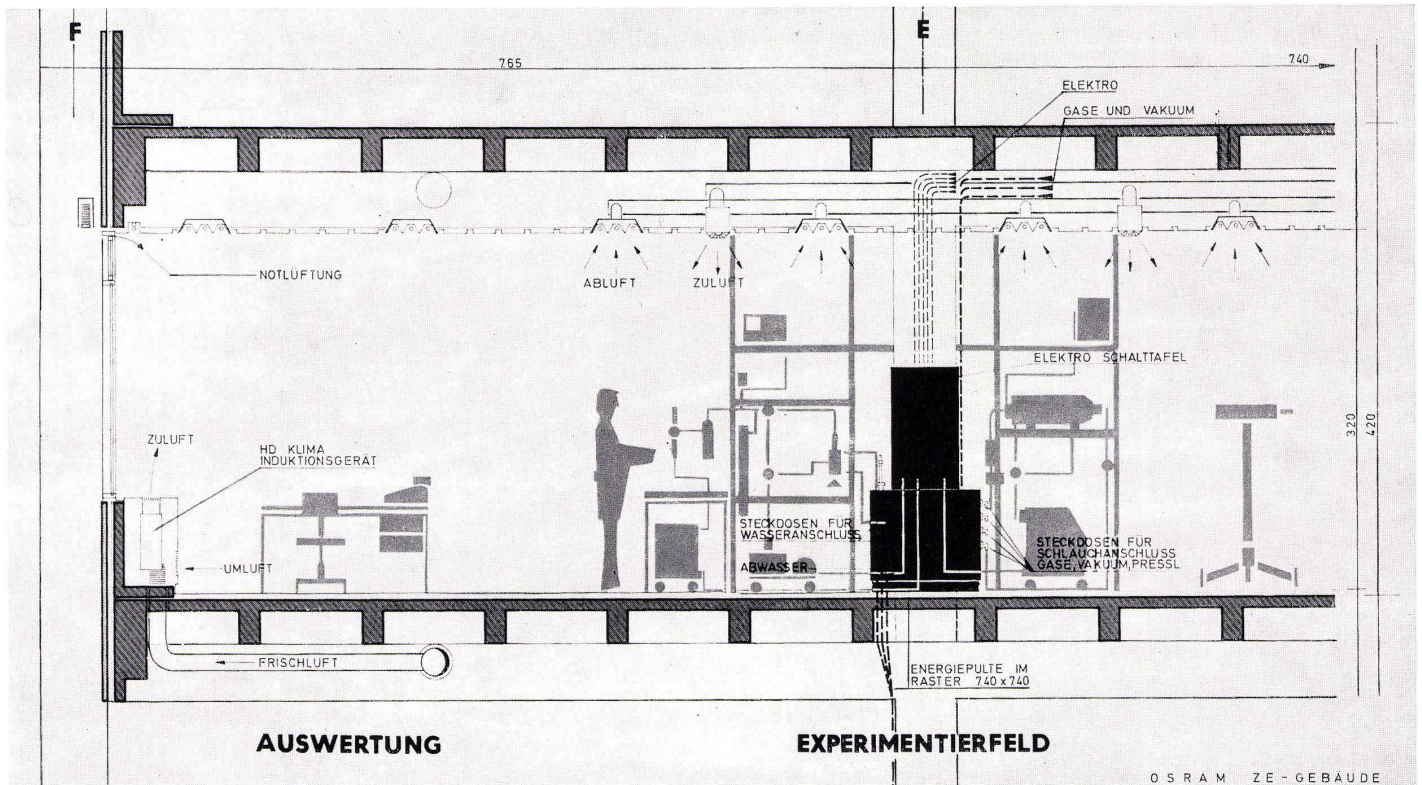 F
E
765
740
ELEKTRO
GASE UND VAKUUM
NOTLÜFTUNG
ABLUFT
ZULUFT
ELEKTRO SCHALTTAFEL
320
420
ZULUFT
HD KLIMA
INDUKTIONSGERÄT
UMLUFT
STECKDOSEN FÜR
WASSERANSCHLUSS
ABWASSER
STECKDOSEN FÜR
SCHLAUCHANSCHLUSS
GASE, VAKUUM, PRESSL
FRISCHLUFT
ENERGIEPULTE IM
RASTER 740 x 740
AUSWERTUNG
EXPERIMENTIERFELD
OSRAM ZE-GEBÄUDE